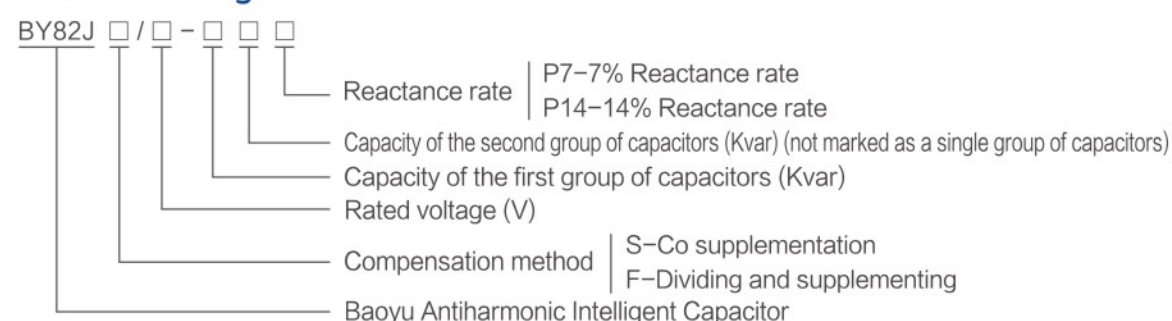 BY82J □ / □ - □ □ □
Reactance rate
P7-7% Reactance rate
P14-14% Reactance rate
Capacity of the second group of capacitors (Kvar) (not marked as a single group of capacitors)
Capacity of the first group of capacitors (Kvar)
Rated voltage (V)
Compensation method
S-Co supplementation
F-Dividing and supplementing
Baoyu Antiharmonic Intelligent Capacitor